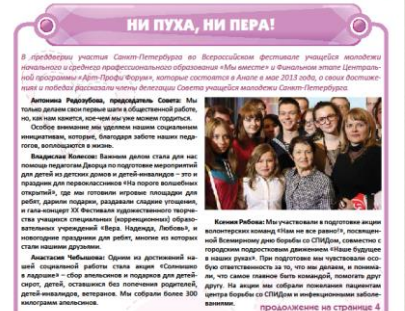 НИ ПУХА, НИ ПЕРА!
В преддверии участия Санкт-Петербурга во Всероссийском фестивале учащейся молодежи
начального и среднего профессионального образования «Мы вместе» и Финальном этапе Централь-
ной программы «Арт-Профи Форум», которые состоятся в Анапе в мае 2013 года, о своих достиже-
ниях и победах рассказали члены делегации Совета учащейся молодежи Санкт-Петербурга.
Антонина Редозубова, председатель Совета: Мы
только делаем свои первые шаги в общественной работе,
но, как нам кажется, кое-чем мы уже можем гордиться.
Особое внимание мы уделяем нашим социальным
инициативам, которые, благодаря заботе наших педа-
гогов, воплощаются в жизнь.
Владислав Колесов: Важным делом стала для нас
помощь педагогам Дворца по подготовке мероприятий
для детей из детских домов и детей-инвалидов – это и
праздник для первоклассников «На пороге волшебных
открытий», где мы готовили игровые площадки для
ребят, дарили подарки, раздавали сладкие угощения,
и гала-концерт XX Фестиваля художественного творче-
ства учащихся специальных (коррекционных) образо-
вательных учреждений «Вера. Надежда, Любовь», и
новогодние праздники для ребят, многие из которых
стали нашими друзьями.
Анастасия Чебышова: Одним из достижений на-
шей социальной работы стала акция «Солнышко
в ладошке» – сбор апельсинов и подарков для детей-
сирот, детей, оставшихся без попечения родителей,
детей-инвалидов, ветеранов. Мы собрали более 300
килограмм апельсинов.
Ксения Рябова: Мы участвовали в подготовке акции
волонтерских команд «Нам не все равно!», посвящен-
ной Всемирному дню борьбы со СПИДом, совместно с
городским подростковым движением «Наше будущее
в наших руках». При подготовке мы чувствовали осо-
бую ответственность за то, что мы делаем, и понима-
ли, что самое главное быть командой, помогать друг
другу. На акции мы собрали пожелания пациентам
центра борьбы со СПИДом и инфекционными заболе-
ваниями.
продолжение на странице 4